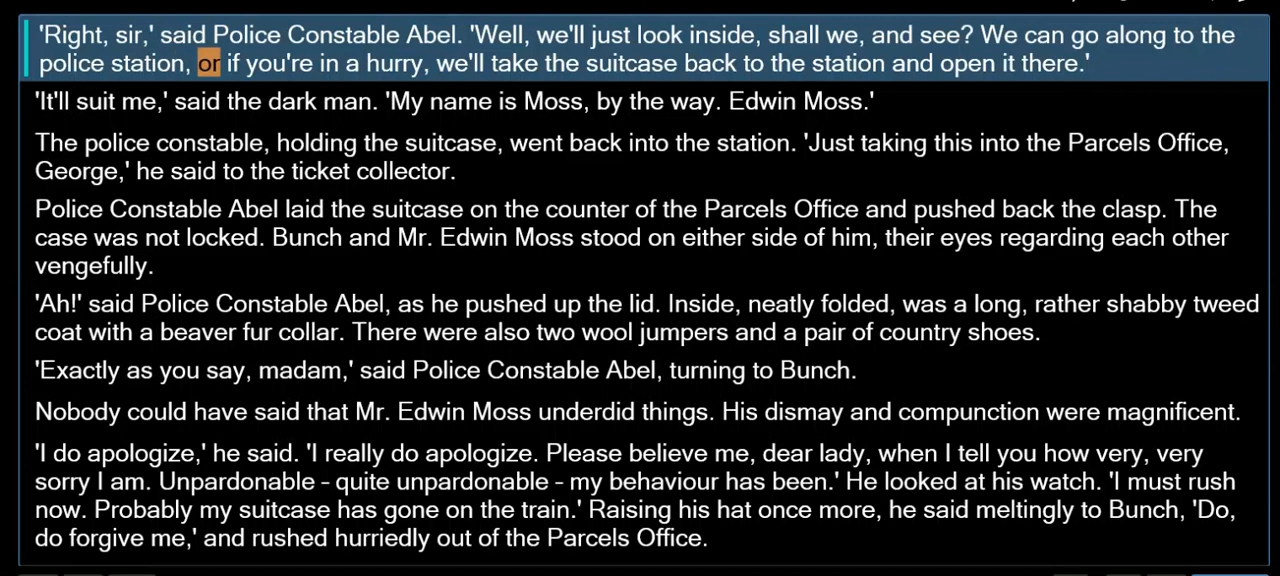 'Right, sir,' said Police Constable Abel. 'Well, we'll just look inside, shall we, and see? We can go along to the
police station, or if you're in a hurry, we'll take the suitcase back to the station and open it there.'
'It'll suit me,' said the dark man. 'My name is Moss, by the way. Edwin Moss.'
The police constable, holding the suitcase, went back into the station. 'Just taking this into the Parcels Office,
George,' he said to the ticket collector.
Police Constable Abel laid the suitcase on the counter of the Parcels Office and pushed back the clasp. The
case was not locked. Bunch and Mr. Edwin Moss stood on either side of him, their eyes regarding each other
vengefully.
'Ah!' said Police Constable Abel, as he pushed up the lid. Inside, neatly folded, was a long, rather shabby tweed
coat with a beaver fur collar. There were also two wool jumpers and a pair of country shoes.
'Exactly as you say, madam,' said Police Constable Abel, turning to Bunch.
Nobody could have said that Mr. Edwin Moss underdid things. His dismay and compunction were magnificent.
'I do apologize,' he said. 'I really do apologize. Please believe me, dear lady, when I tell you how very, very
sorry I am. Unpardonable - quite unpardonable - my behaviour has been.' He looked at his watch. 'I must rush
now. Probably my suitcase has gone on the train.' Raising his hat once more, he said meltingly to Bunch, 'Do,
do forgive me,' and rushed hurriedly out of the Parcels Office.